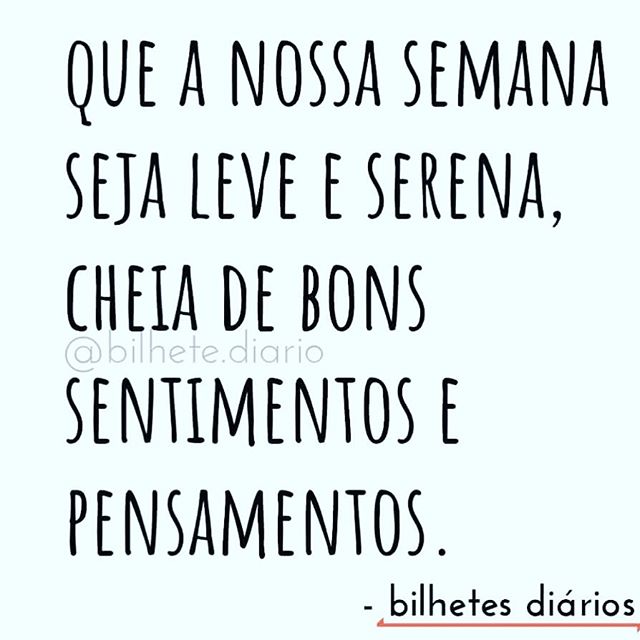 QUE A NOSSA SEMANA
SEJA LEVE E SERENA,
CHEIA DE BONS
@bilhete.diario
SENTIMENTOS E
PENSAMENTOS.
- bilhetes diários